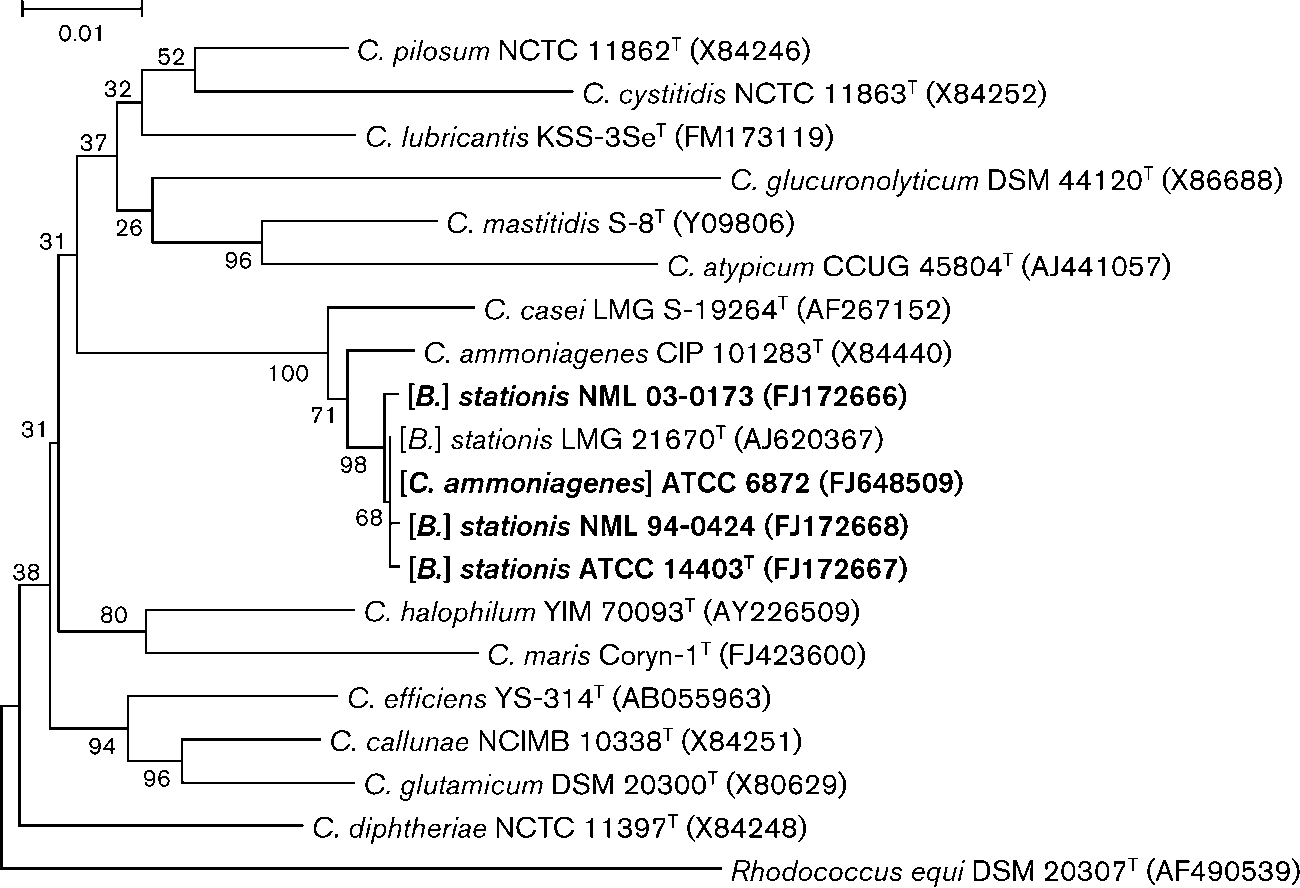 0.01
52 C. pilosum NCTC 11862ᵀ (X84246)
32 C. cystitidis NCTC 11863ᵀ (X84252)
37 C. lubricantis KSS-3Seᵀ (FM173119)
C. glucuronolyticum DSM 44120ᵀ (X86688)
26 C. mastitidis S-8ᵀ (Y09806)
31 96 C. atypicum CCUG 45804ᵀ (AJ441057)
C. casei LMG S-19264ᵀ (AF267152)
100 C. ammoniagenes CIP 101283ᵀ (X84440)
71 [B.] stationis NML 03-0173 (FJ172666)
31 [B.] stationis LMG 21670ᵀ (AJ620367)
98 [C. ammoniagenes] ATCC 6872 (FJ648509)
68 [B.] stationis NML 94-0424 (FJ172668)
38 [B.] stationis ATCC 14403ᵀ (FJ172667)
80 C. halophilum YIM 70093ᵀ (AY226509)
C. maris Coryn-1ᵀ (FJ423600)
C. efficiens YS-314ᵀ (AB055963)
94 C. callunae NCIMB 10338ᵀ (X84251)
96 C. glutamicum DSM 20300ᵀ (X80629)
C. diphtheriae NCTC 11397ᵀ (X84248)
Rhodococcus equi DSM 20307ᵀ (AF490539)